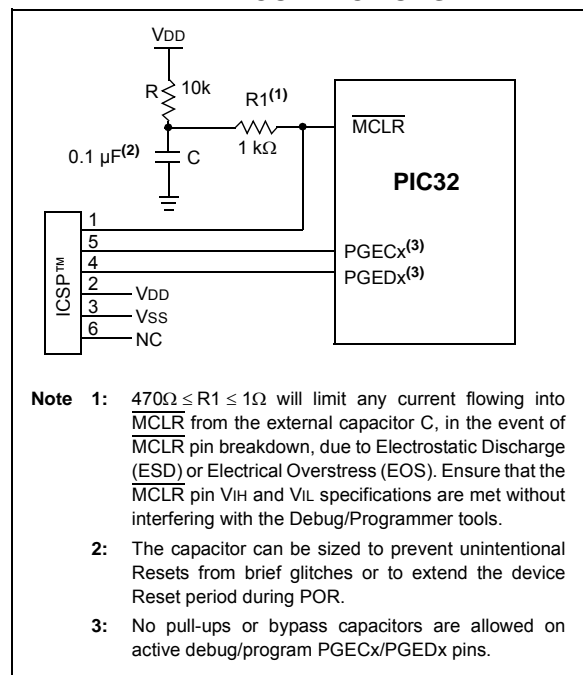 VDD
R 10k
R1(1)
1 kΩ
0.1 µF(2) C
MCLR
PIC32
ICSP™
1
5
4
2
3
6
PGECx(3)
PGEDx(3)
VDD
VSS
NC
Note 1: 470Ω ≤ R1 ≤ 1Ω will limit any current flowing into
MCLR from the external capacitor C, in the event of
MCLR pin breakdown, due to Electrostatic Discharge
(ESD) or Electrical Overstress (EOS). Ensure that the
MCLR pin VIH and VIL specifications are met without
interfering with the Debug/Programmer tools.
2: The capacitor can be sized to prevent unintentional
Resets from brief glitches or to extend the device
Reset period during POR.
3: No pull-ups or bypass capacitors are allowed on
active debug/program PGECx/PGEDx pins.